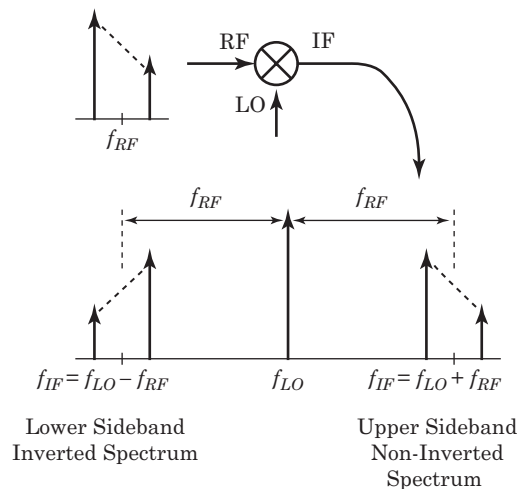 RF
IF
LO
f_RF
f_RF
f_RF
f_IF = f_LO – f_RF
f_LO
f_IF = f_LO + f_RF
Lower Sideband
Inverted Spectrum
Upper Sideband
Non-Inverted
Spectrum